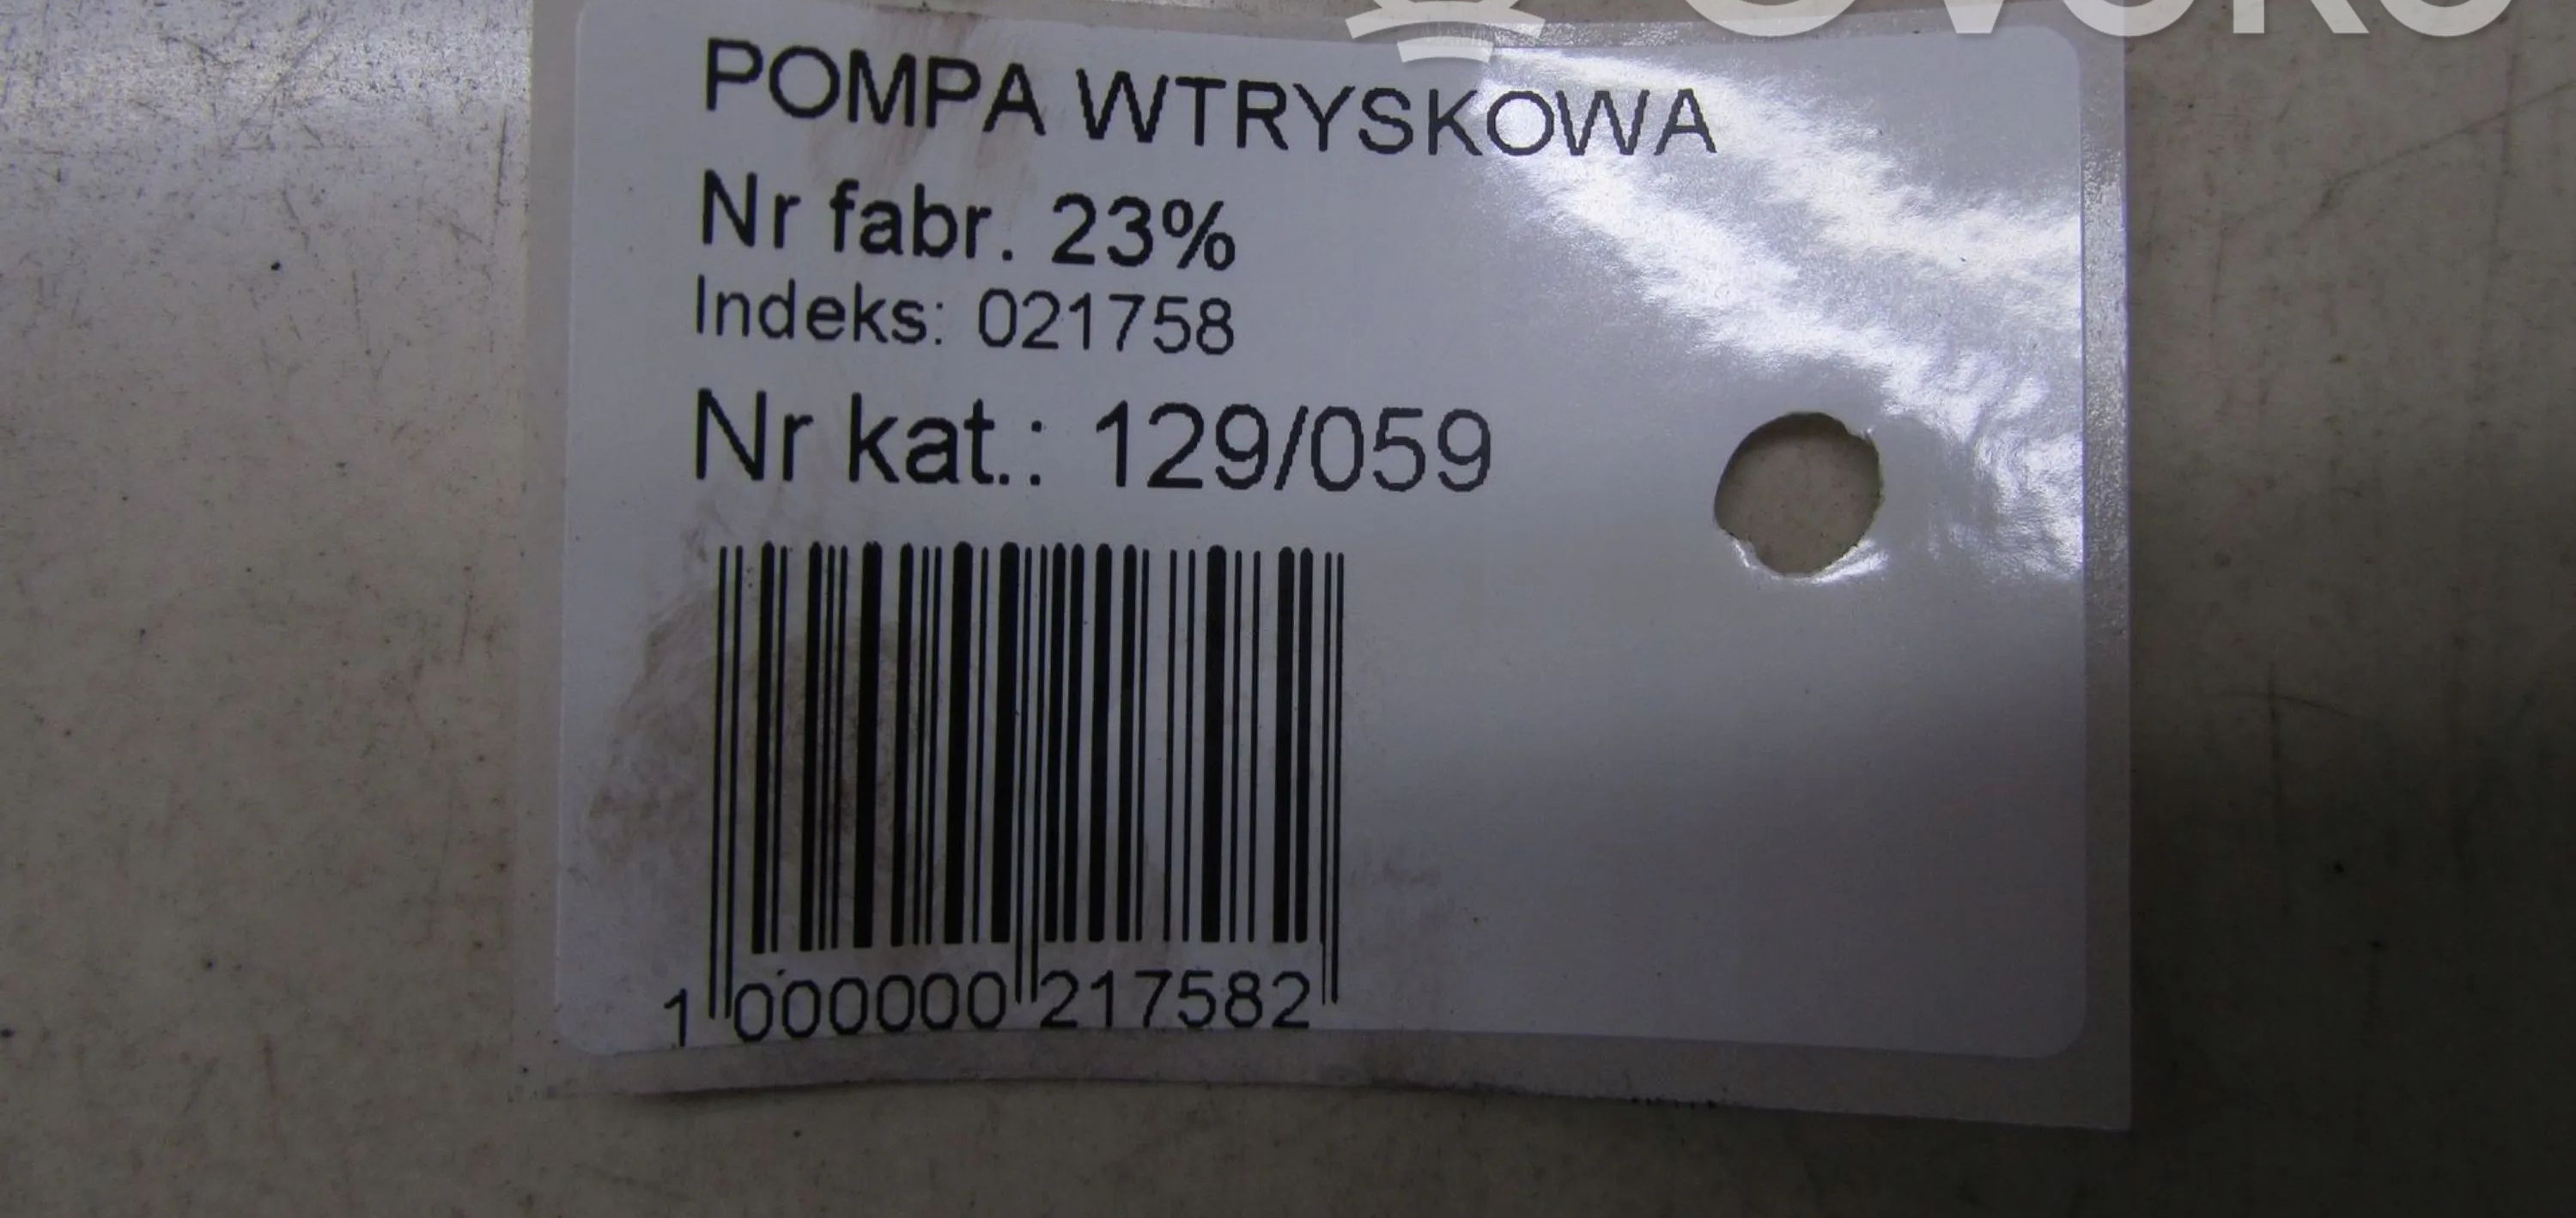 POMPA WTRYSKOWA
Nr fabr. 23%
Indeks: 021758
Nr kat.: 129/059
1 000000 217582